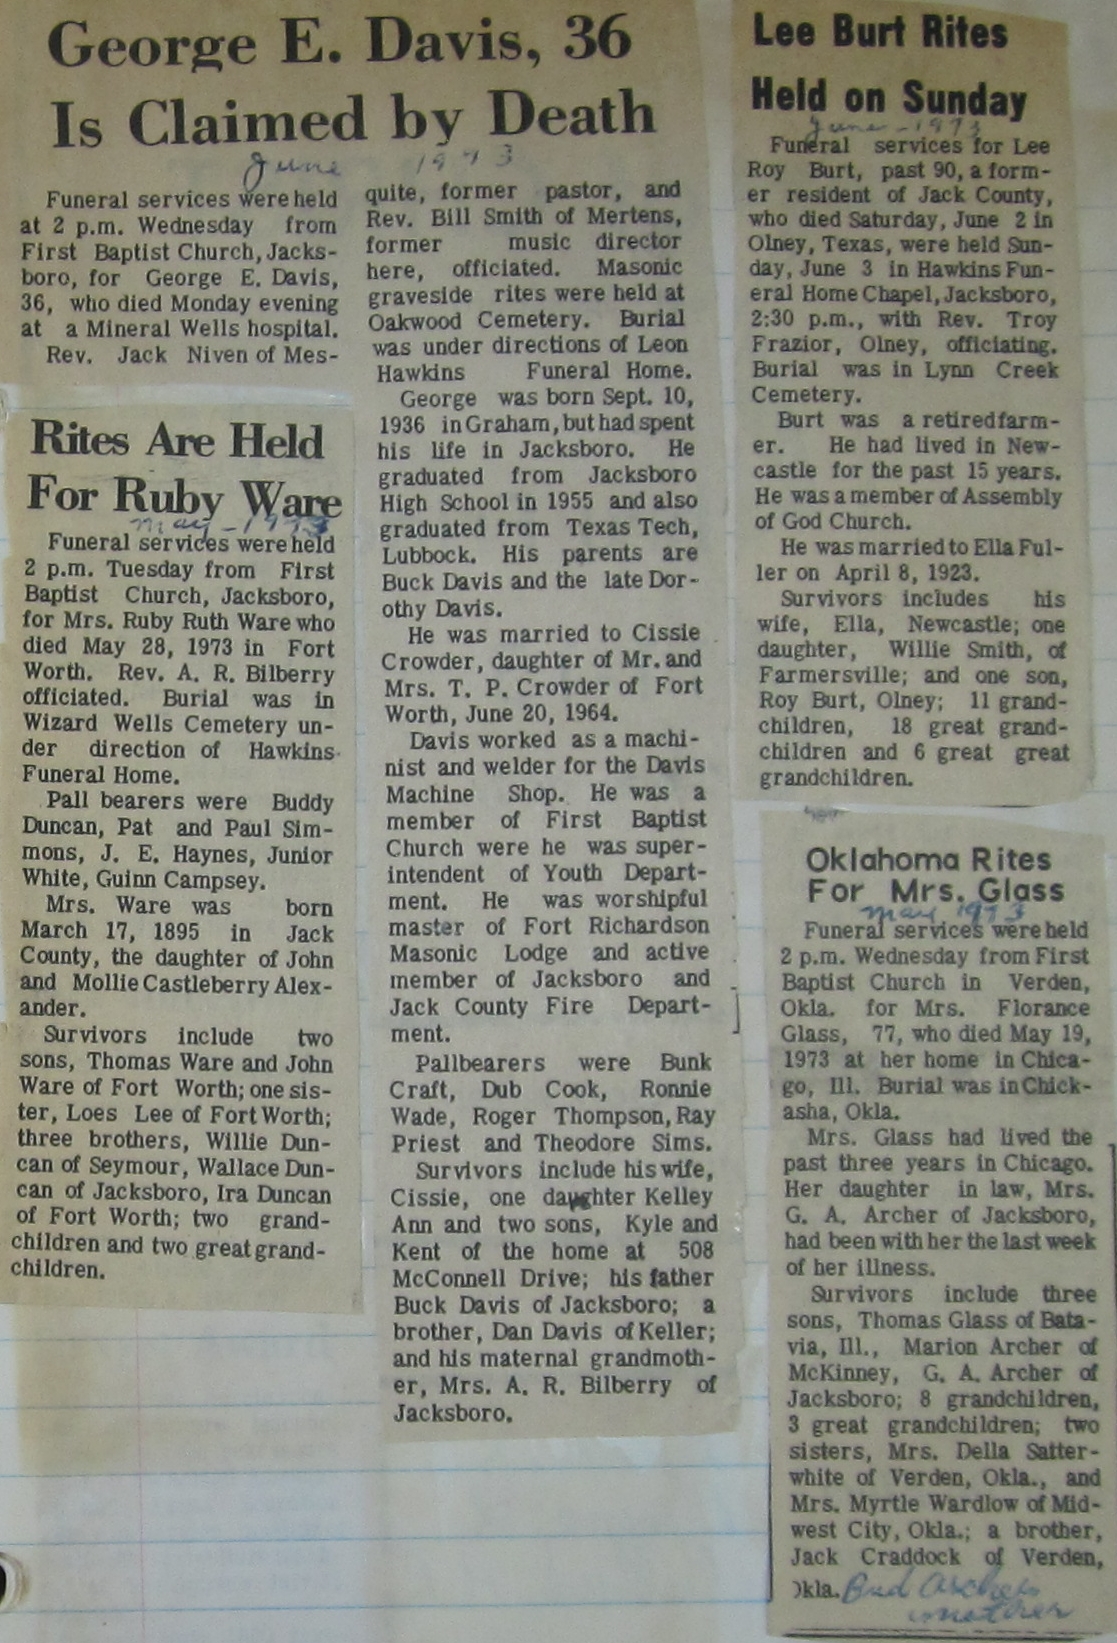 George E. Davis, 36
Is Claimed by Death
June 1973
Funeral services were held
at 2 p.m. Wednesday from
First Baptist Church, Jacks-
boro, for George E. Davis,
36, who died Monday evening
at a Mineral Wells hospital.
Rev. Jack Niven of Mes-
quite, former pastor, and
Rev. Bill Smith of Mertens,
former music director
here, officiated. Masonic
graveside rites were held at
Oakwood Cemetery. Burial
was under directions of Leon
Hawkins Funeral Home.
George was born Sept. 10,
1936 in Graham, but had spent
his life in Jacksboro. He
graduated from Jacksboro
High School in 1955 and also
graduated from Texas Tech,
Lubbock. His parents are
Buck Davis and the late Dor-
othy Davis.
He was married to Cissie
Crowder, daughter of Mr. and
Mrs. T. P. Crowder of Fort
Worth, June 20, 1964.
Davis worked as a machi-
nist and welder for the Davis
Machine Shop. He was a
member of First Baptist
Church were he was super-
intendent of Youth Depart-
ment. He was worshipful
master of Fort Richardson
Masonic Lodge and active
member of Jacksboro and
Jack County Fire Depart-
ment.
Pallbearers were Bunk
Craft, Dub Cook, Ronnie
Wade, Roger Thompson, Ray
Priest and Theodore Sims.
Survivors include his wife,
Cissie, one daughter Kelley
Ann and two sons, Kyle and
Kent of the home at 508
McConnell Drive; his father
Buck Davis of Jacksboro; a
brother, Dan Davis of Keller;
and his maternal grandmoth-
er, Mrs. A. R. Bilberry of
Jacksboro.
Rites Are Held
For Ruby Ware
May - 1973
Funeral services were held
2 p.m. Tuesday from First
Baptist Church, Jacksboro,
for Mrs. Ruby Ruth Ware who
died May 28, 1973 in Fort
Worth. Rev. A. R. Bilberry
officiated. Burial was in
Wizard Wells Cemetery un-
der direction of Hawkins
Funeral Home.
Pall bearers were Buddy
Duncan, Pat and Paul Sim-
mons, J. E. Haynes, Junior
White, Guinn Campsey.
Mrs. Ware was born
March 17, 1895 in Jack
County, the daughter of John
and Mollie Castleberry Alex-
ander.
Survivors include two
sons, Thomas Ware and John
Ware of Fort Worth; one sis-
ter, Loes Lee of Fort Worth;
three brothers, Willie Dun-
can of Seymour, Wallace Dun-
can of Jacksboro, Ira Duncan
of Fort Worth; two grand-
children and two great grand-
children.
Lee Burt Rites
Held on Sunday
June - 1973
Funeral services for Lee
Roy Burt, past 90, a form-
er resident of Jack County,
who died Saturday, June 2 in
Olney, Texas, were held Sun-
day, June 3 in Hawkins Fun-
eral Home Chapel, Jacksboro,
2:30 p.m., with Rev. Troy
Frazior, Olney, officiating.
Burial was in Lynn Creek
Cemetery.
Burt was a retired farm-
er. He had lived in New-
castle for the past 15 years.
He was a member of Assembly
of God Church.
He was married to Ella Ful-
ler on April 8, 1923.
Survivors includes his
wife, Ella, Newcastle; one
daughter, Willie Smith, of
Farmersville; and one son,
Roy Burt, Olney; 11 grand-
children, 18 great grand-
children and 6 great great
grandchildren.
Oklahoma Rites
For Mrs. Glass
May 1973
Funeral services were held
2 p.m. Wednesday from First
Baptist Church in Verden,
Okla. for Mrs. Florance
Glass, 77, who died May 19,
1973 at her home in Chica-
go, Ill. Burial was in Chick-
asha, Okla.
Mrs. Glass had lived the
past three years in Chicago.
Her daughter in law, Mrs.
G. A. Archer of Jacksboro,
had been with her the last week
of her illness.
Survivors include three
sons, Thomas Glass of Bata-
via, Ill., Marion Archer of
McKinney, G. A. Archer of
Jacksboro; 8 grandchildren,
3 great grandchildren; two
sisters, Mrs. Della Satter-
white of Verden, Okla., and
Mrs. Myrtle Wardlow of Mid-
west City, Okla.; a brother,
Jack Craddock of Verden,
Okla. Bud Archers
mother